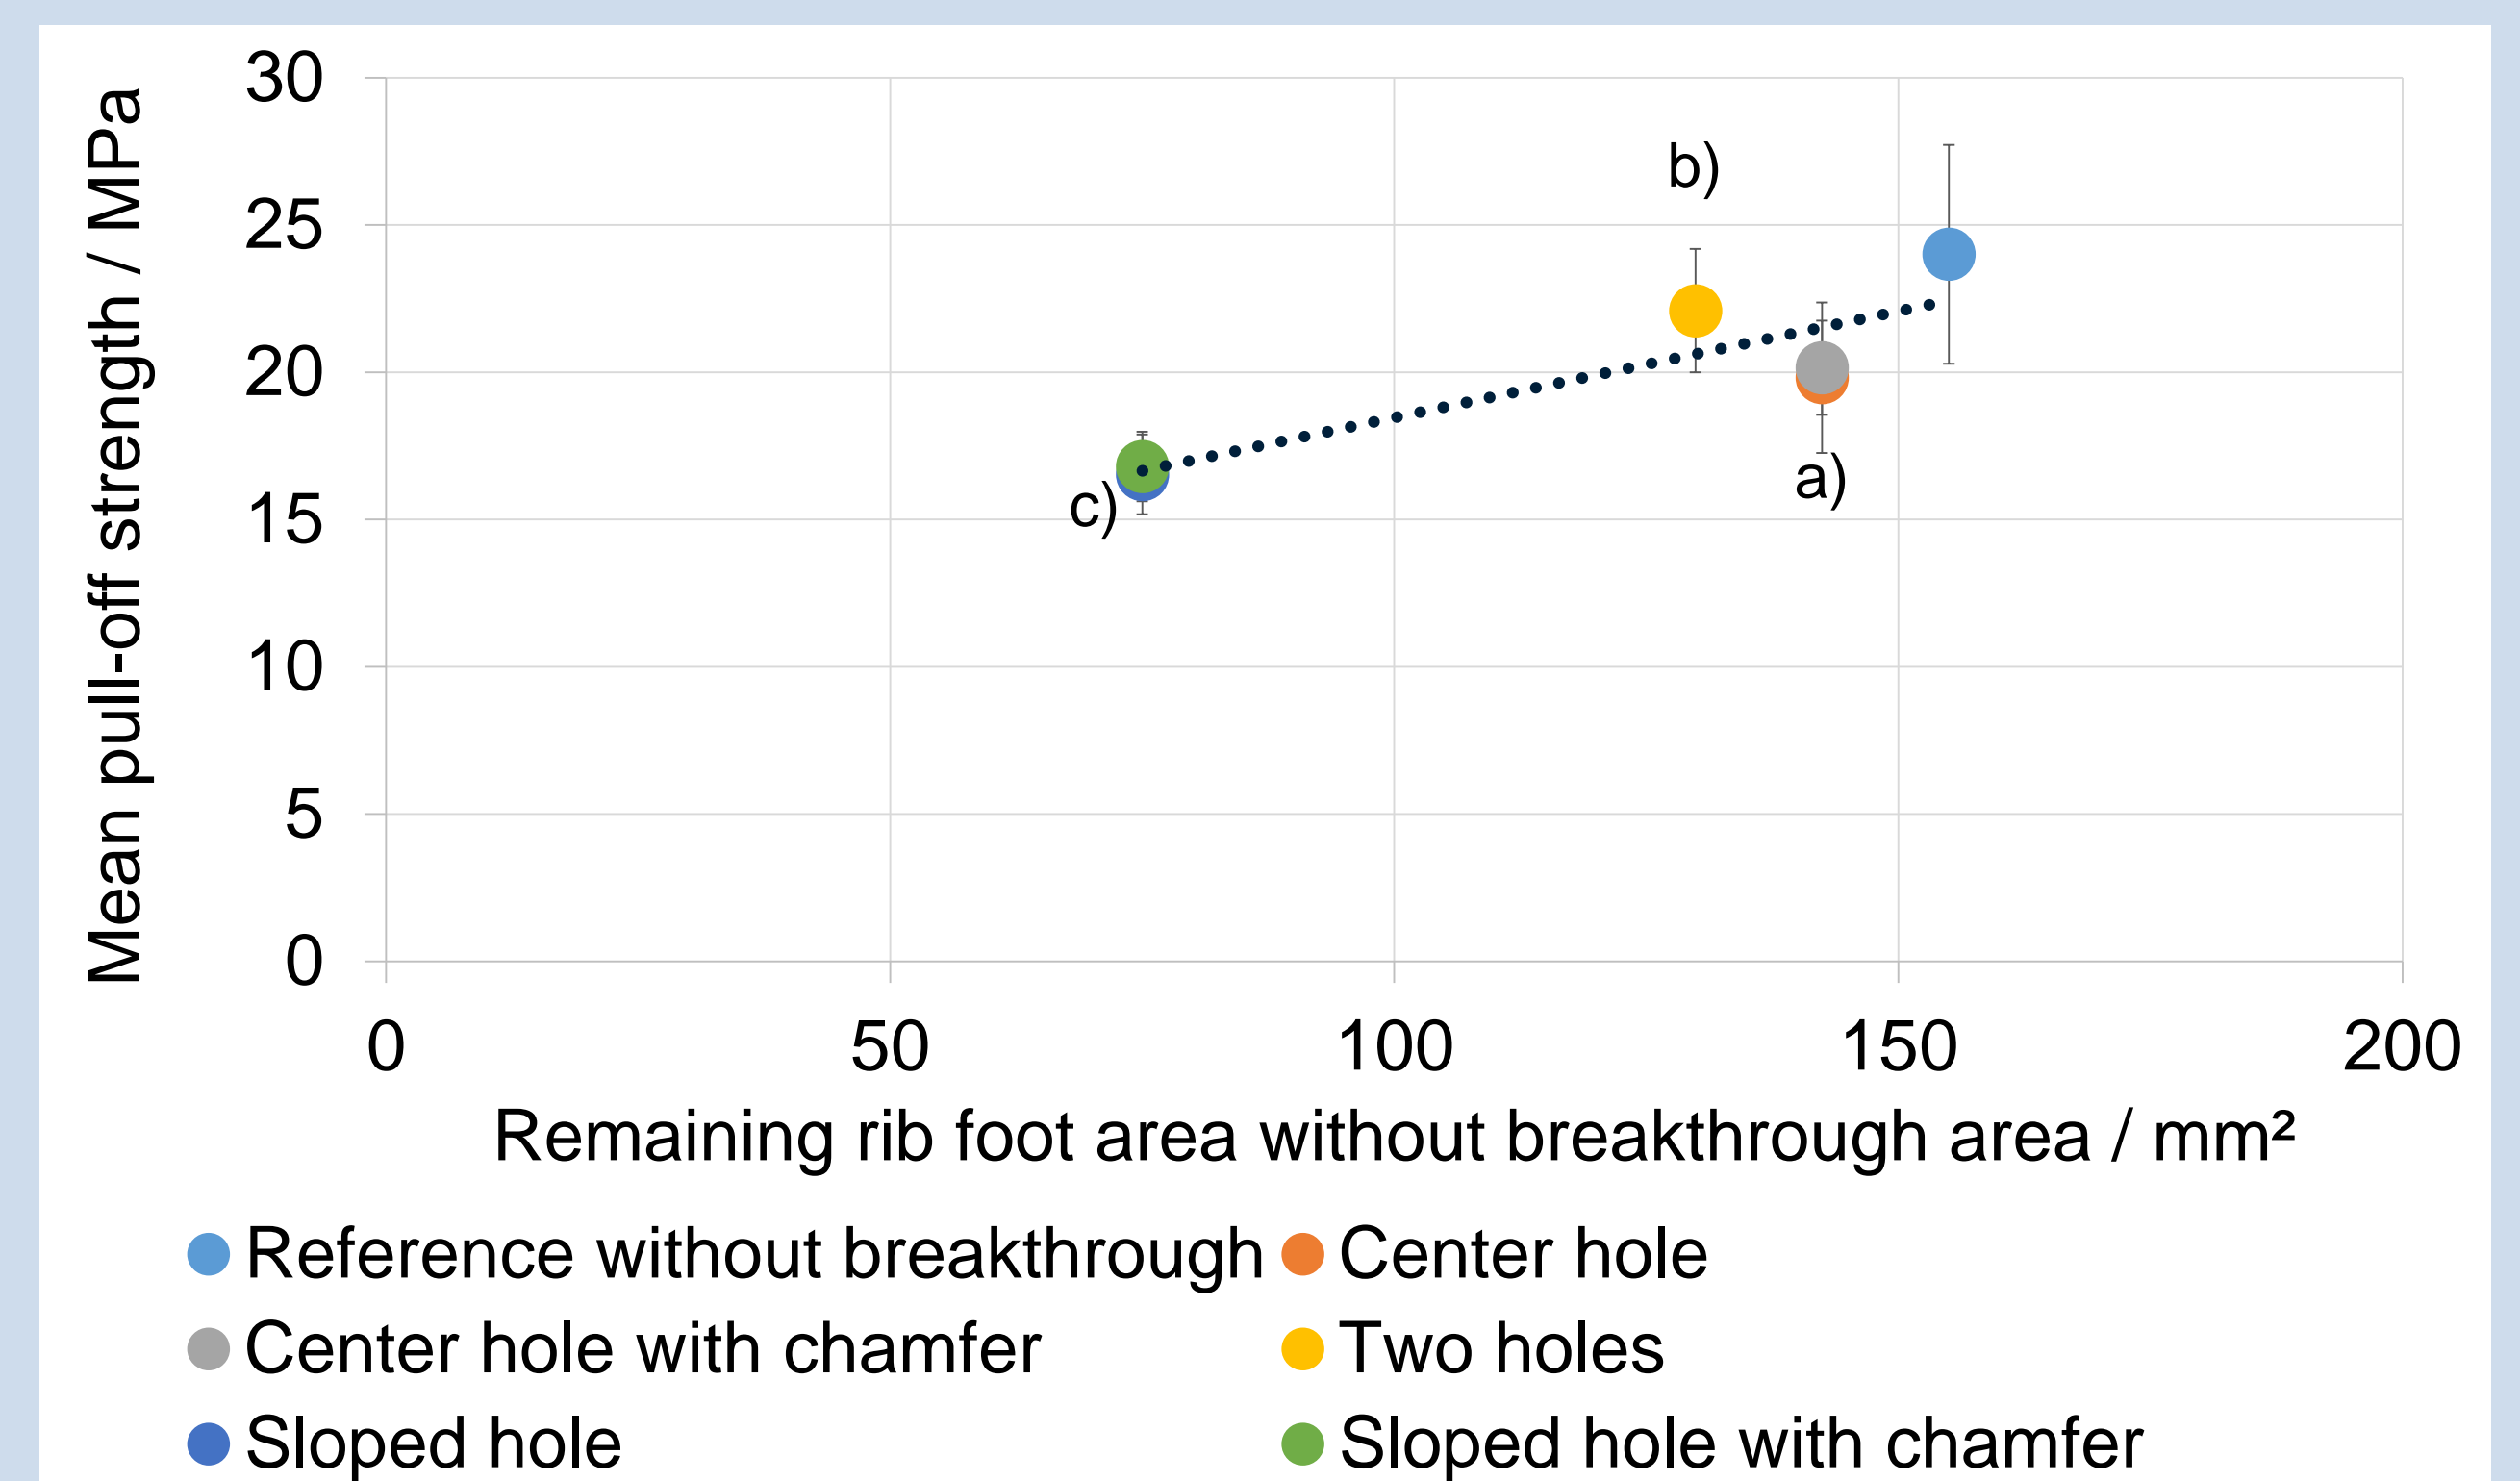 Mean pull-off strength / MPa
30
25
20
15
10
5
0
b)
a)
c)
0 50 100 150 200
Remaining rib foot area without breakthrough area / mm²
Reference without breakthrough Center hole
Center hole with chamfer Two holes
Sloped hole Sloped hole with chamfer